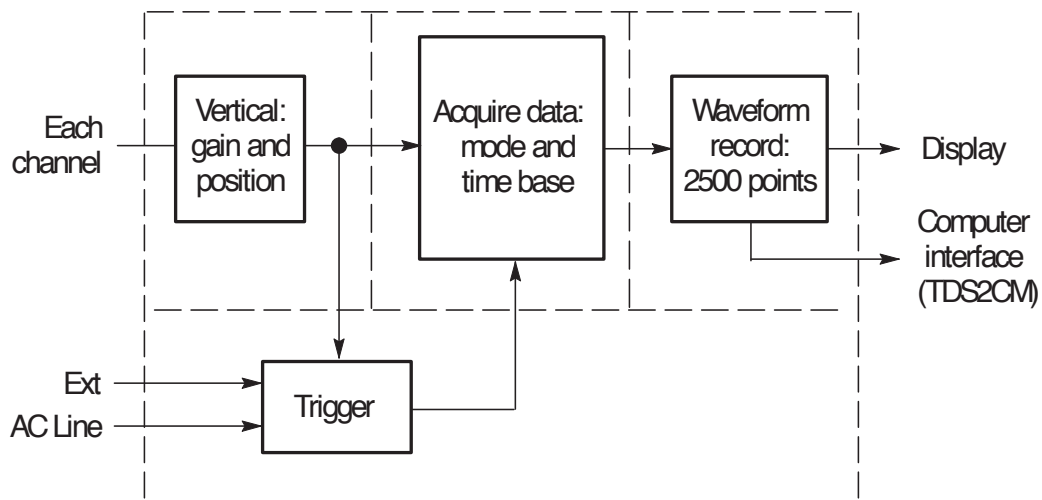 Each
channel
Vertical:
gain and
position
Acquire data:
mode and
time base
Waveform
record:
2500 points
Display
Computer
interface
(TDS2CM)
Ext
AC Line
Trigger